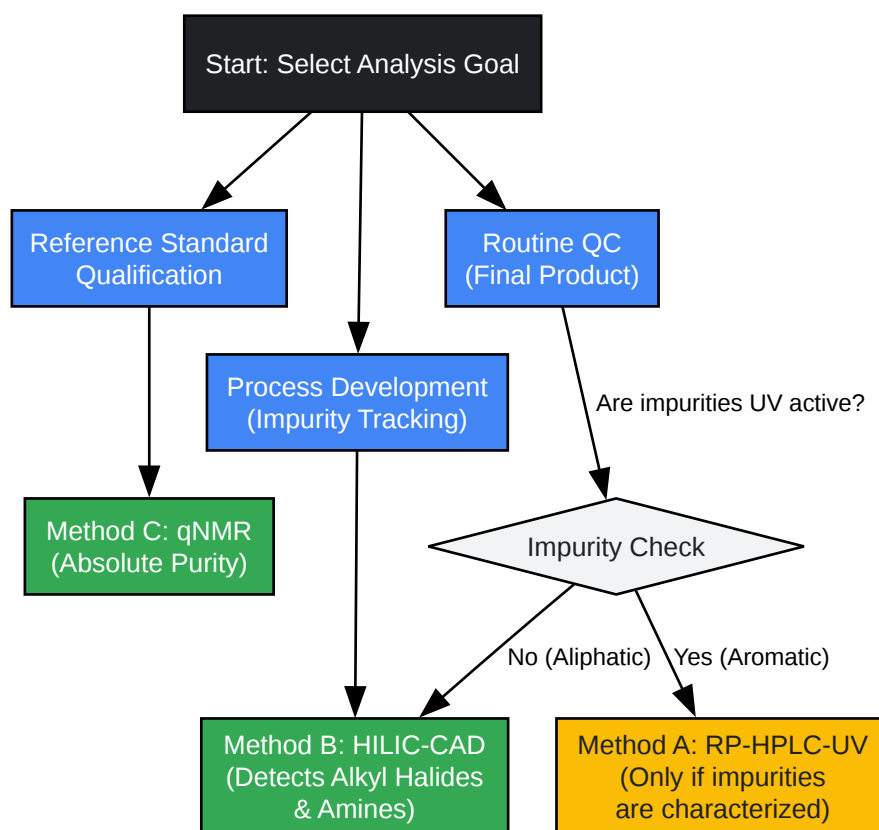 Start: Select Analysis Goal
Reference Standard
Qualification
Routine QC
(Final Product)
Process Development
(Impurity Tracking)
Are impurities UV active?
Method C: qNMR
(Absolute Purity)
Impurity Check
No (Aliphatic)
Yes (Aromatic)
Method B: HILIC-CAD
(Detects Alkyl Halides
& Amines)
Method A: RP-HPLC-UV
(Only if impurities
are characterized)